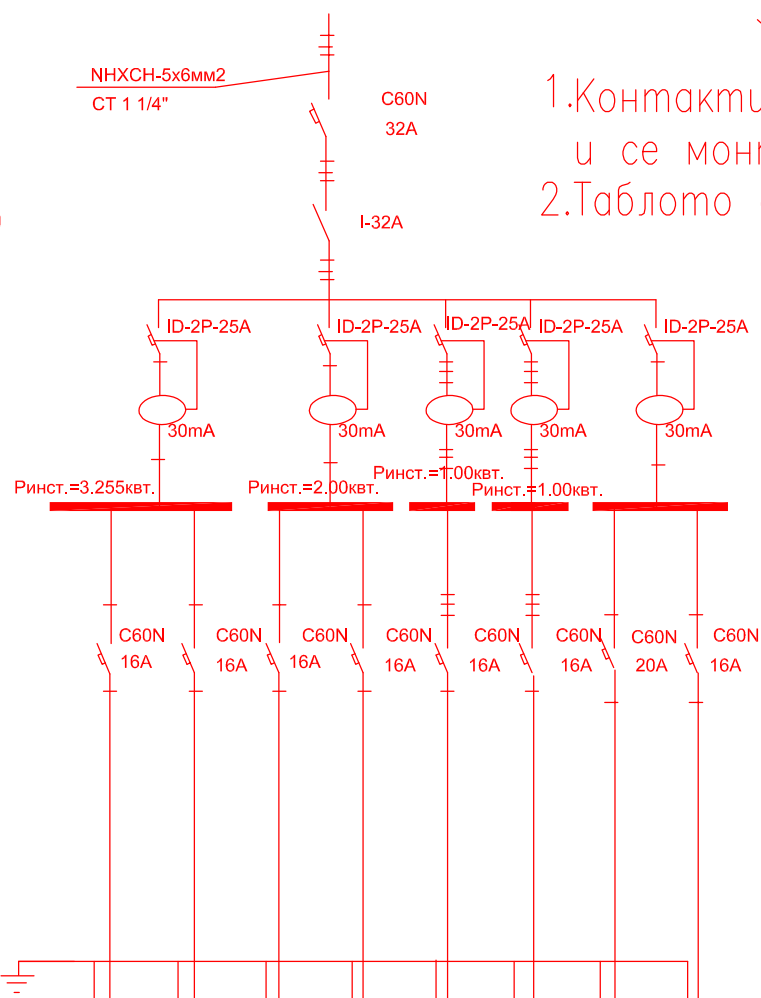 NHXCH-5x6мм2
СТ 1 1/4"
C60N
32A
1.Контакти
и се мон
2.Таблото
I-32A
ID-2P-25A
ID-2P-25A
ID-2P-25A
ID-2P-25A
ID-2P-25A
30mA
30mA
30mA
30mA
30mA
Ринст.=3.255квт.
Ринст.=2.00квт.
Ринст.=1.00квт.
Ринст.=1.00квт.
C60N
16A
C60N
16A
C60N
16A
C60N
16A
C60N
16A
C60N
16A
C60N
20A
C60N
16A